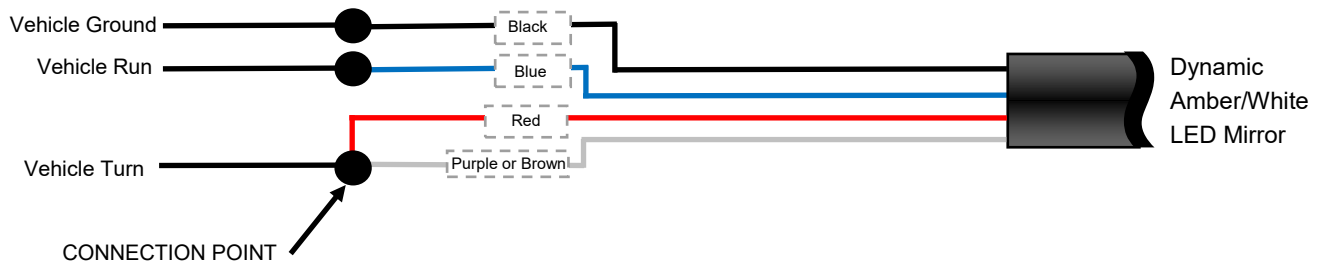 Vehicle Ground
Black
Vehicle Run
Blue
Dynamic
Amber/White
LED Mirror
Red
Purple or Brown
Vehicle Turn
CONNECTION POINT